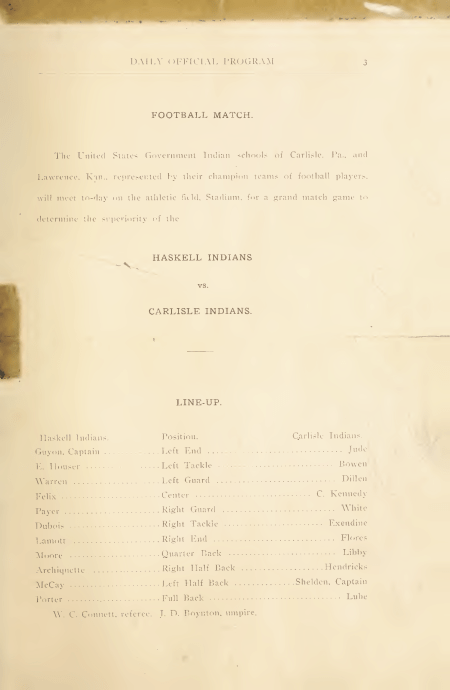 DAILY OFFICIAL PROGRAM 3
FOOTBALL MATCH.
The United States Government Indian schools of Carlisle, Pa., and
Lawrence, Kan., represented by their champion teams of football players,
will meet to-day on the athletic field, Stadium, for a grand match game to
determine the superiority of the
HASKELL INDIANS
vs.
CARLISLE INDIANS.
LINE-UP.
Haskell Indians. Position. Carlish Indians
Guyon, Captain Left End Jude
E. Houser Left Tackle Bowen
Warren Left Guard Dillen
Felix Center C. Kennedy
Payer Right Guard White
Dubois Right Tackle Exendine
Lamott Right End Flores
Moore Quarter Back Libby
Archiquette Right Half Back Hendricks
McCay Left Half Back Shelden, Captain
Porter Full Back Lube
W. C. Connett, referee. J. D. Boynton, umpire.